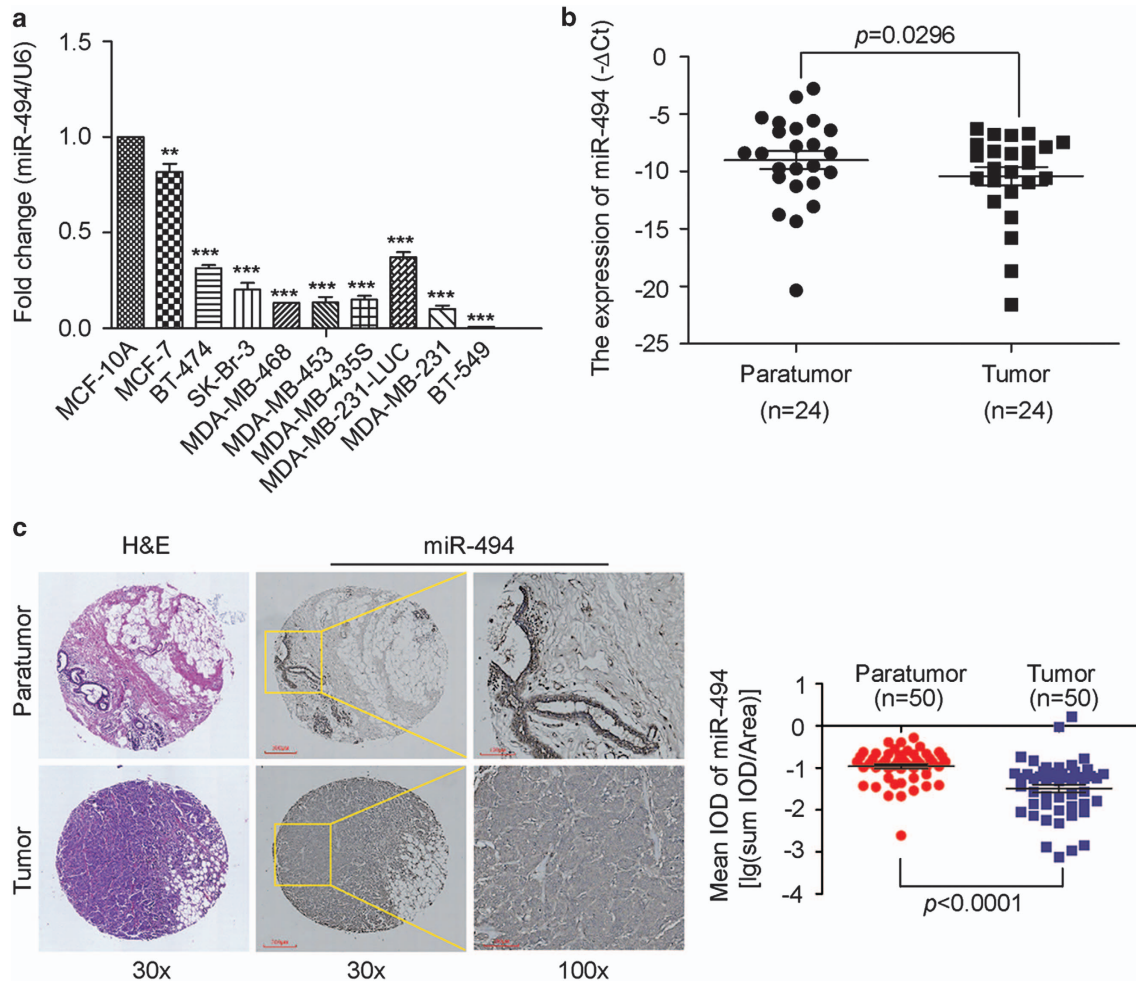 a
Fold change (miR-494/U6)
1.5
1.0
0.5
0.0
**
***
***
***
***
***
***
***
***
MCF-10A
MCF-7
BT-474
SK-Br-3
MDA-MB-468
MDA-MB-453
MDA-MB-435S
MDA-MB-231-LUC
MDA-MB-231
BT-549
b
The expression of miR-494 (-ΔCt)
p=0.0296
0
-5
-10
-15
-20
-25
Paratumor
(n=24)
Tumor
(n=24)
c
H&E
miR-494
Paratumor
Tumor
30x
30x
100x
Mean IOD of miR-494
[lg(sum IOD/Area)]
Paratumor
(n=50)
Tumor
(n=50)
1
0
-1
-2
-3
-4
p<0.0001